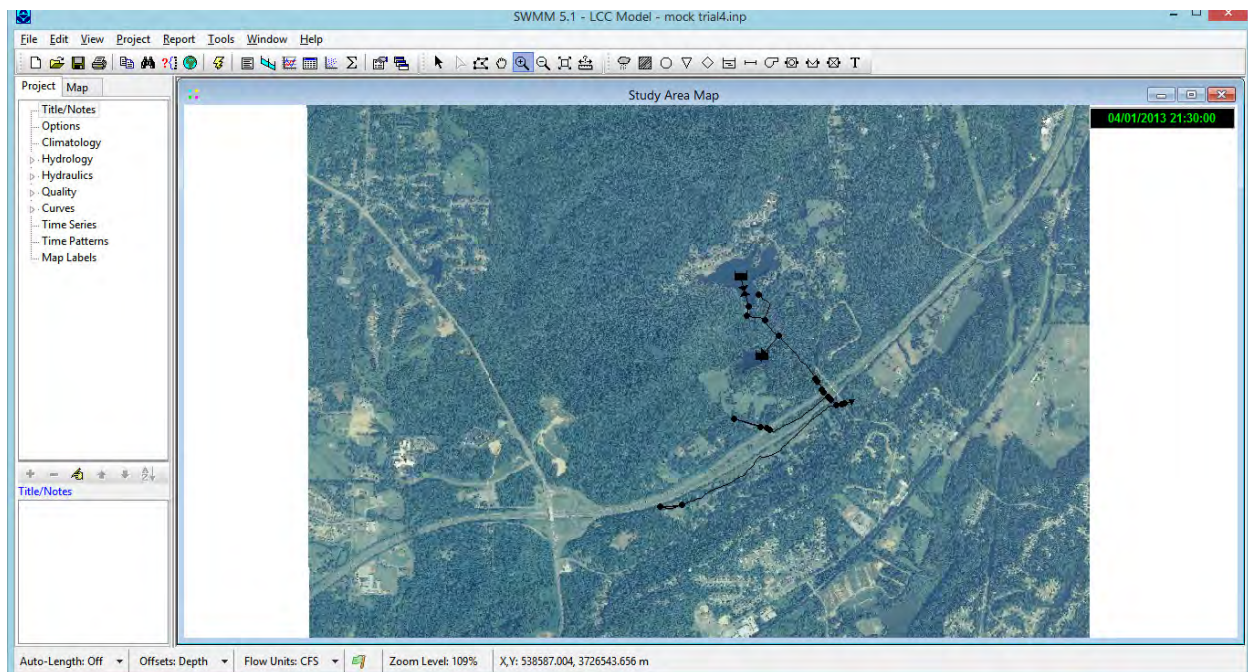 SWMM 5.1 - LCC Model - mock trial4.inp
File Edit View Project Report Tools Window Help
Project Map
Study Area Map
04/01/2013 21:30:00
Title/Notes
Options
Climatology
Hydrology
Hydraulics
Quality
Curves
Time Series
Time Patterns
Map Labels
Title/Notes
Auto-Length: Off Offsets: Depth Flow Units: CFS Zoom Level: 109% X,Y: 538587.004, 3726543.656 m